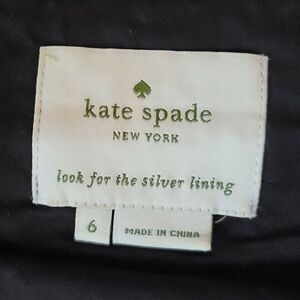 kate spade
NEW YORK
look for the silver lining
6
MADE IN CHINA